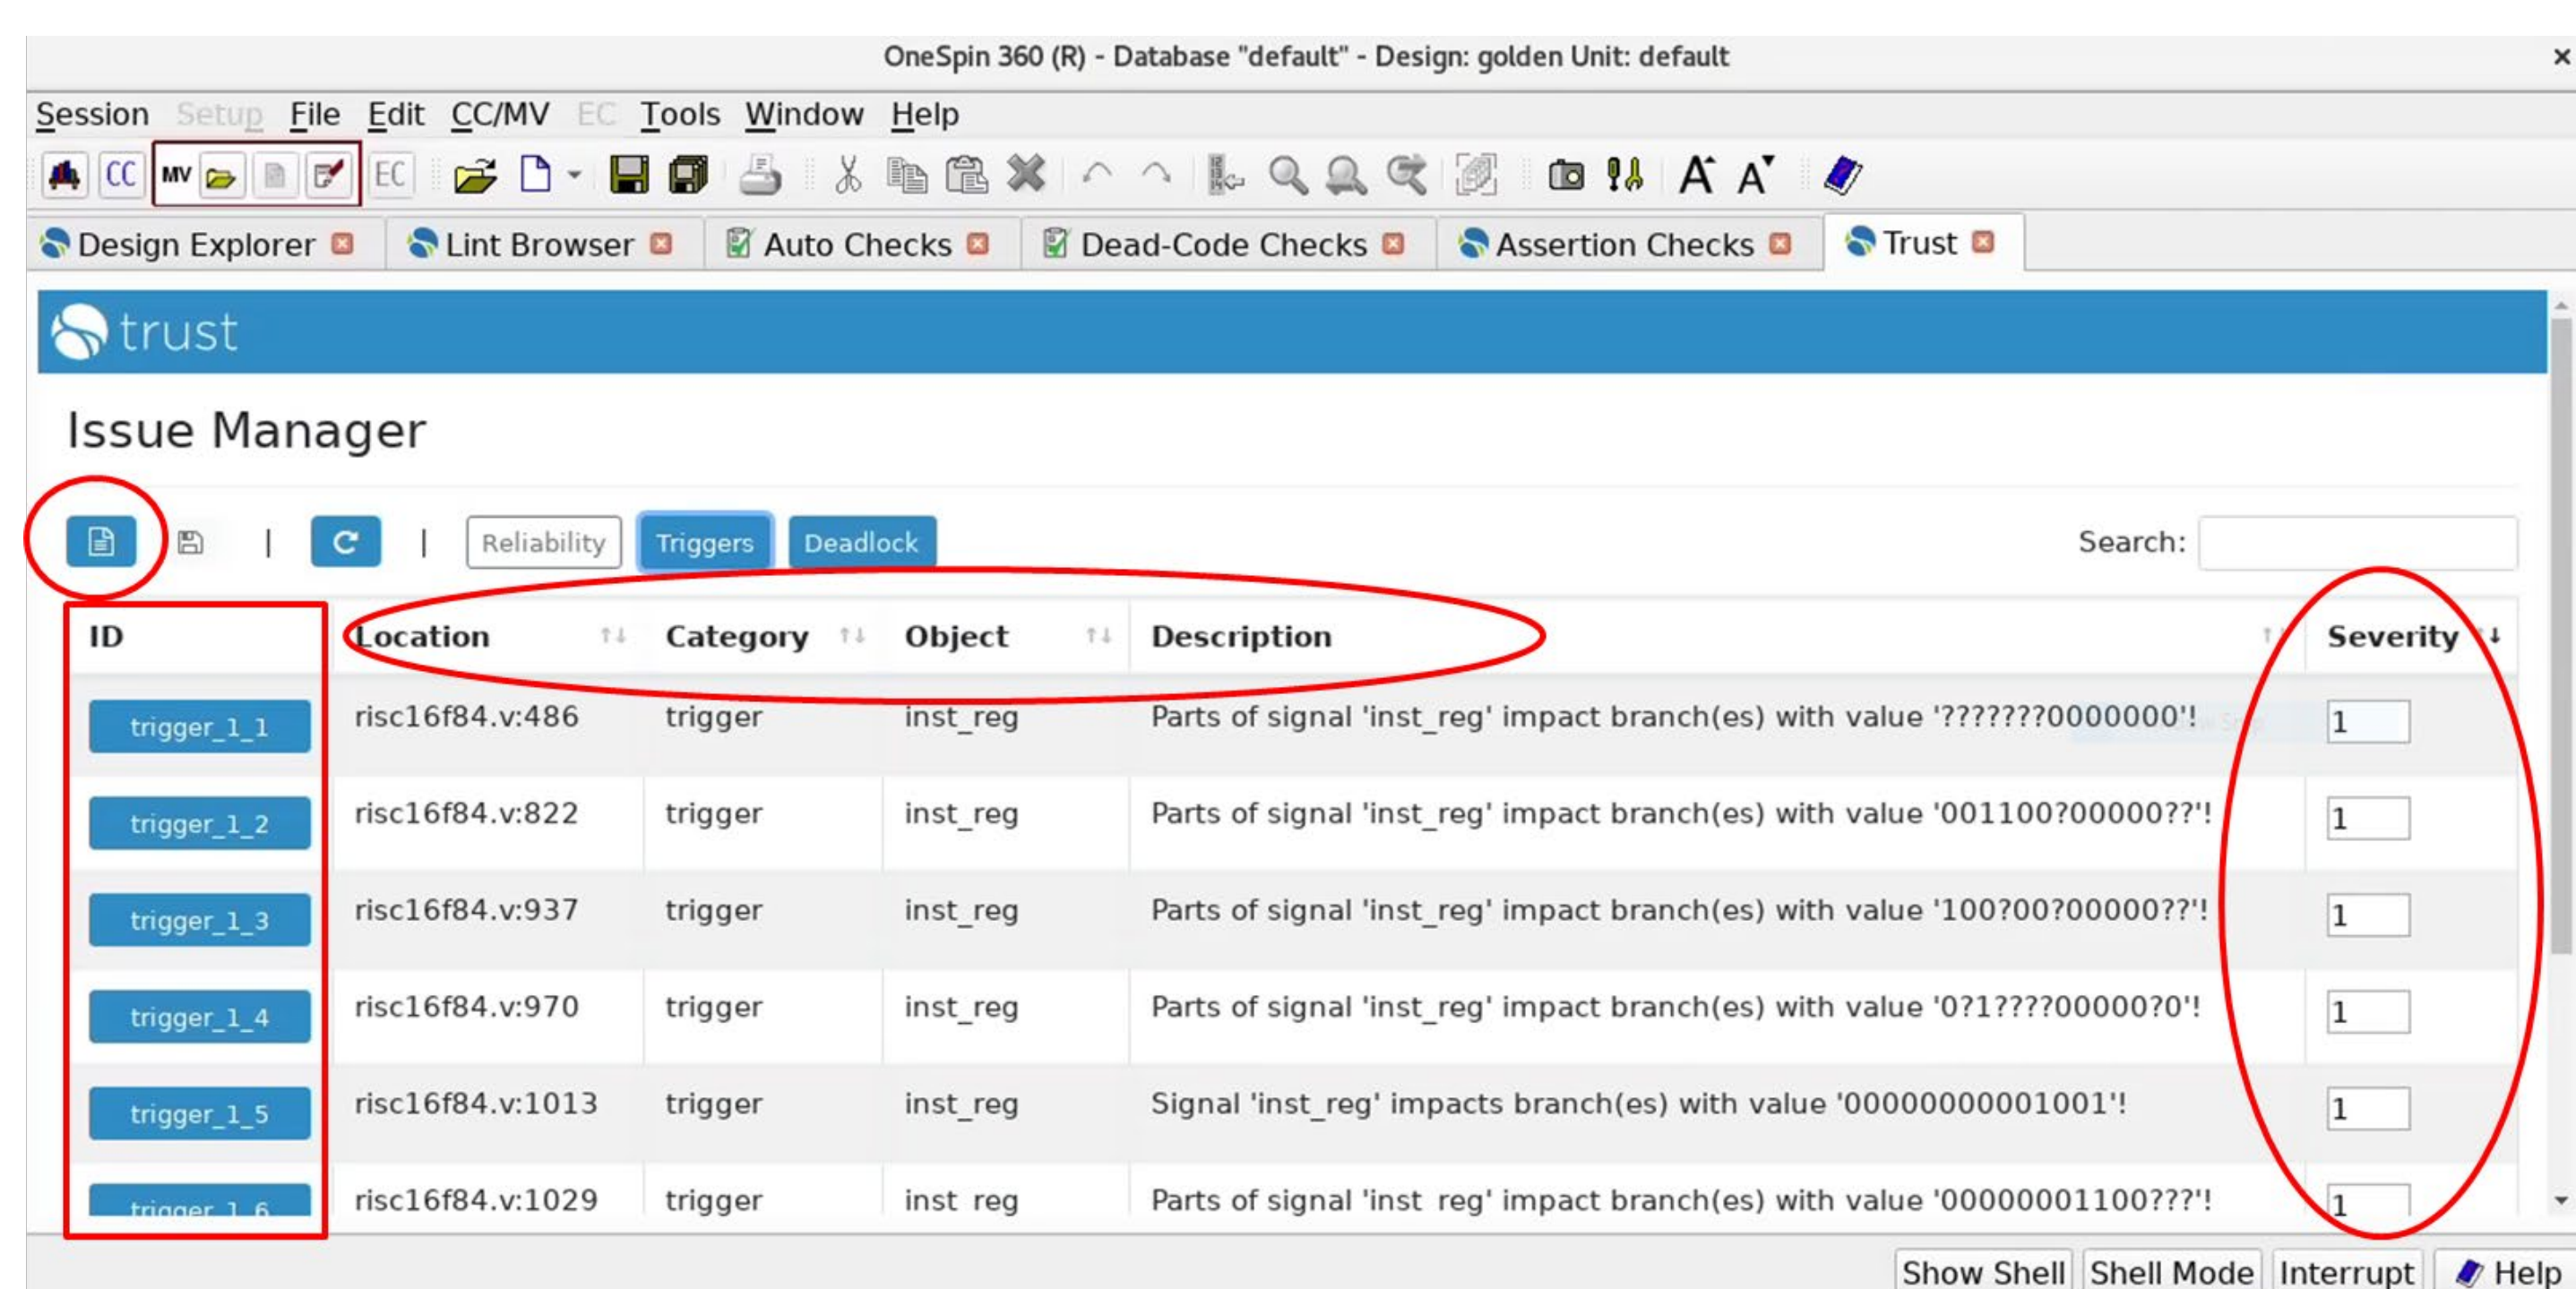 OneSpin 360 (R) - Database "default" - Design: golden Unit: default
Session Setup File Edit CC/MV EC Tools Window Help
CC MV EC A A
Design Explorer Lint Browser Auto Checks Dead-Code Checks Assertion Checks Trust
trust
Issue Manager
| | Reliability Triggers Deadlock Search:
ID Location Category Object Description Severity
trigger_1_1 risc16f84.v:486 trigger inst_reg Parts of signal 'inst_reg' impact branch(es) with value '???????0000000'! 1
trigger_1_2 risc16f84.v:822 trigger inst_reg Parts of signal 'inst_reg' impact branch(es) with value '001100?00000??'! 1
trigger_1_3 risc16f84.v:937 trigger inst_reg Parts of signal 'inst_reg' impact branch(es) with value '100?00?00000??'! 1
trigger_1_4 risc16f84.v:970 trigger inst_reg Parts of signal 'inst_reg' impact branch(es) with value '0?1????00000?0'! 1
trigger_1_5 risc16f84.v:1013 trigger inst_reg Signal 'inst_reg' impacts branch(es) with value '00000000001001'! 1
trigger_1_6 risc16f84.v:1029 trigger inst_reg Parts of signal 'inst_reg' impact branch(es) with value '00000001100???'! 1
Show Shell Shell Mode Interrupt Help